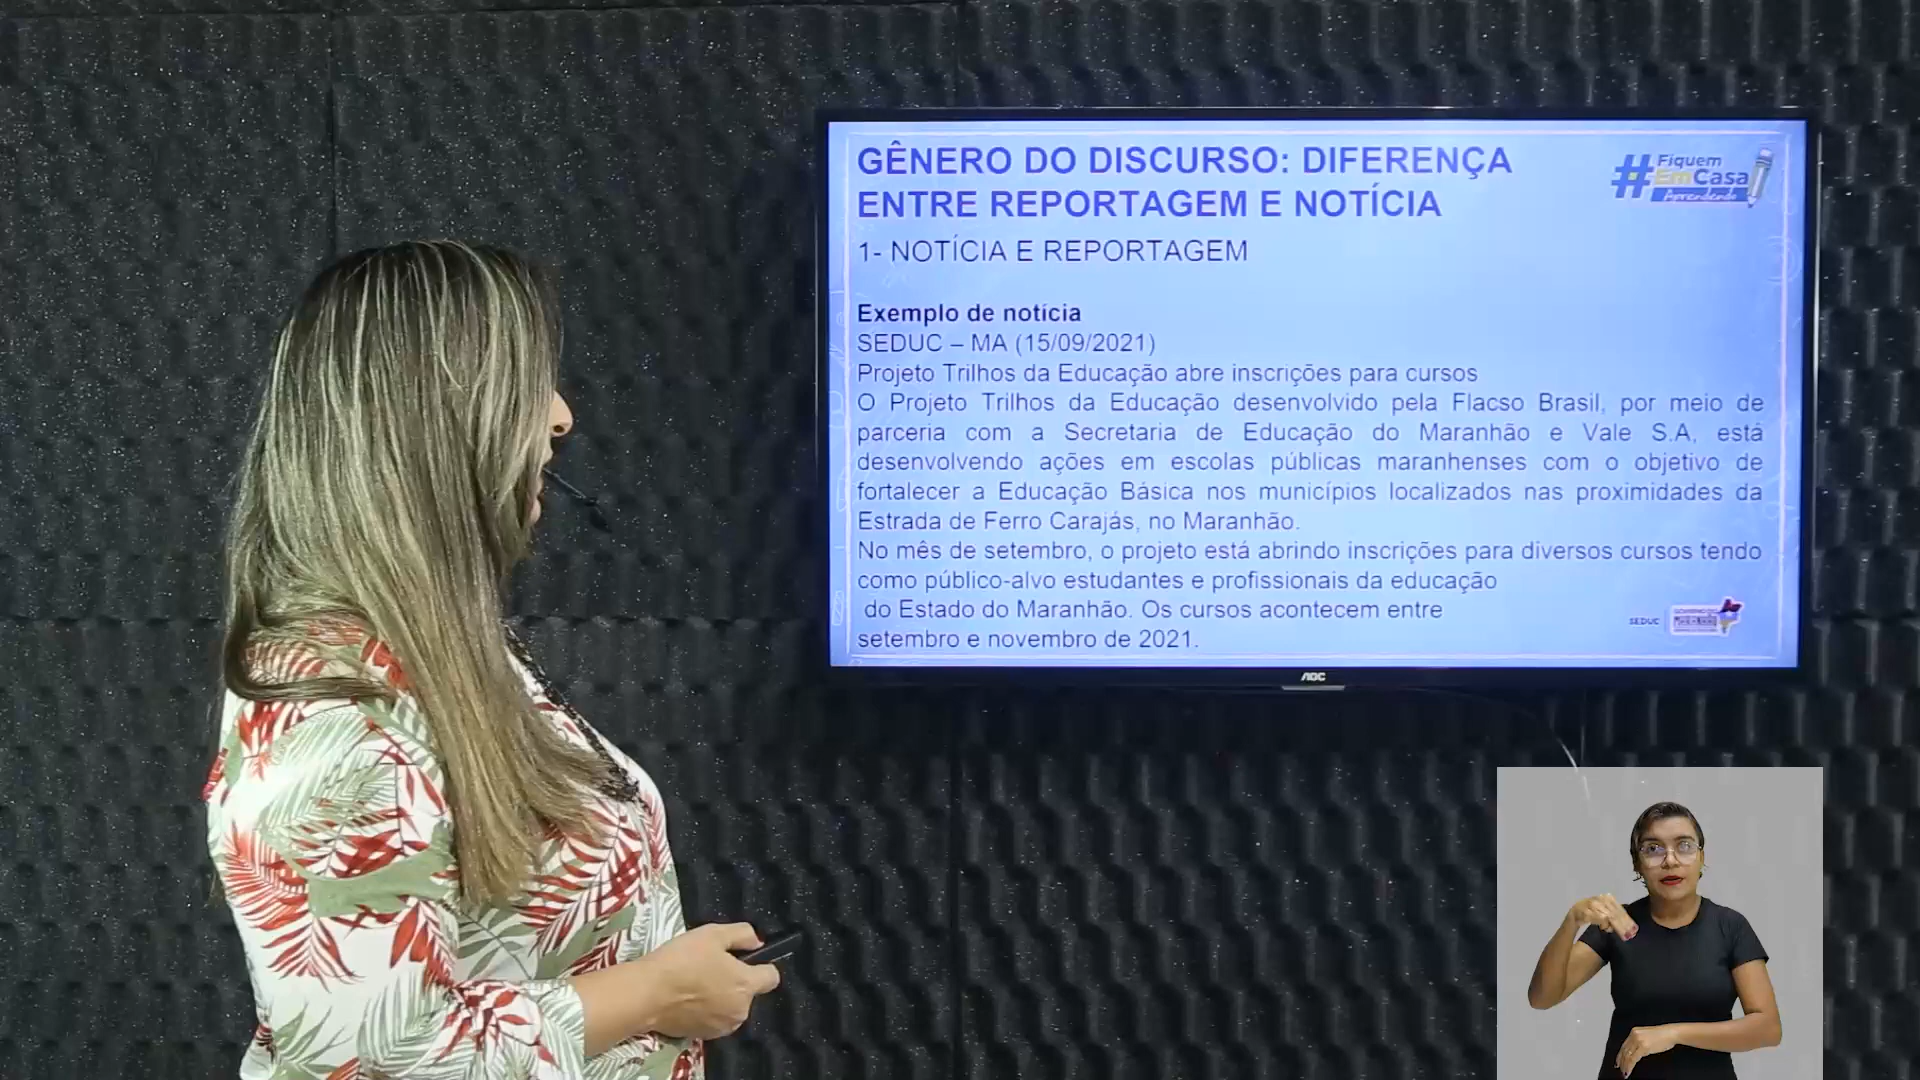 GÊNERO DO DISCURSO: DIFERENÇA
ENTRE REPORTAGEM E NOTÍCIA
#Fiquem
EmCasa
Aprendendo
1- NOTÍCIA E REPORTAGEM
Exemplo de notícia
SEDUC – MA (15/09/2021)
Projeto Trilhos da Educação abre inscrições para cursos
O Projeto Trilhos da Educação desenvolvido pela Flacso Brasil, por meio de
parceria com a Secretaria de Educação do Maranhão e Vale S.A, está
desenvolvendo ações em escolas públicas maranhenses com o objetivo de
fortalecer a Educação Básica nos municípios localizados nas proximidades da
Estrada de Ferro Carajás, no Maranhão.
No mês de setembro, o projeto está abrindo inscrições para diversos cursos tendo
como público-alvo estudantes e profissionais da educação
do Estado do Maranhão. Os cursos acontecem entre
setembro e novembro de 2021.
SEDUC
AOC